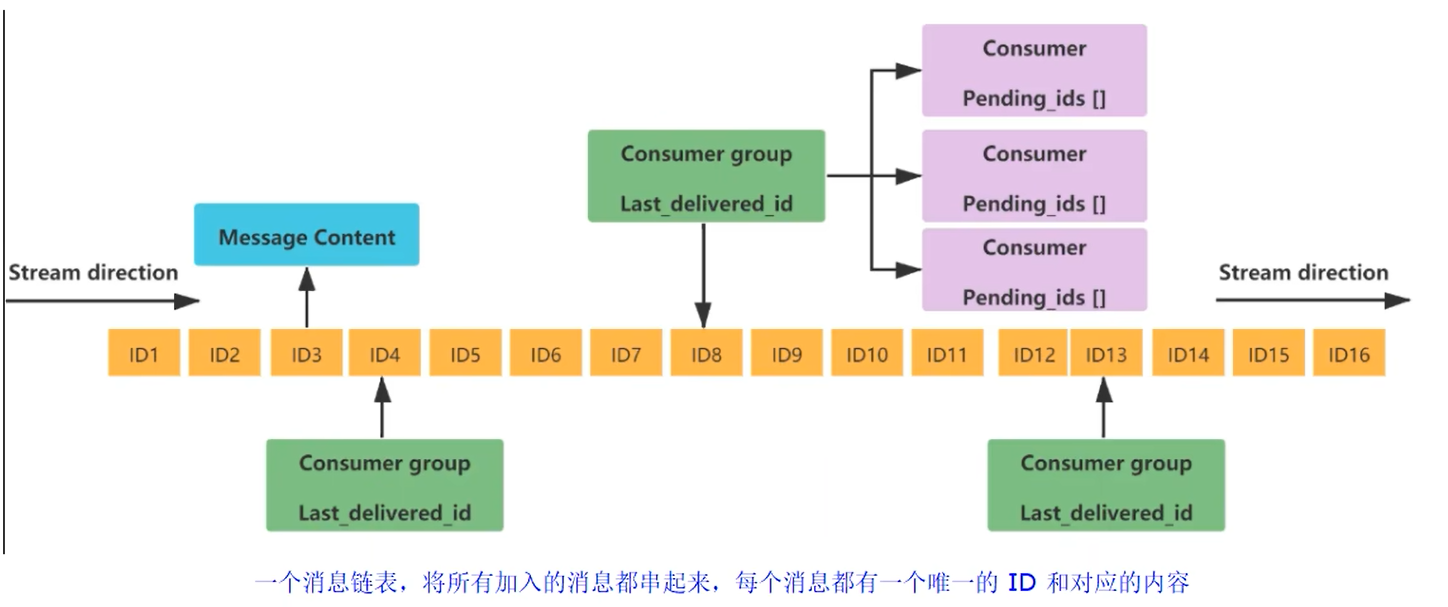 Consumer
Pending_ids []
Consumer group
Last_delivered_id
Consumer
Pending_ids []
Message Content
Consumer
Pending_ids []
Stream direction
Stream direction
ID1 ID2 ID3 ID4 ID5 ID6 ID7 ID8 ID9 ID10 ID11 ID12 ID13 ID14 ID15 ID16
Consumer group
Last_delivered_id
Consumer group
Last_delivered_id
一个消息链表，将所有加入的消息都串起来，每个消息都有一个唯一的 ID 和对应的内容